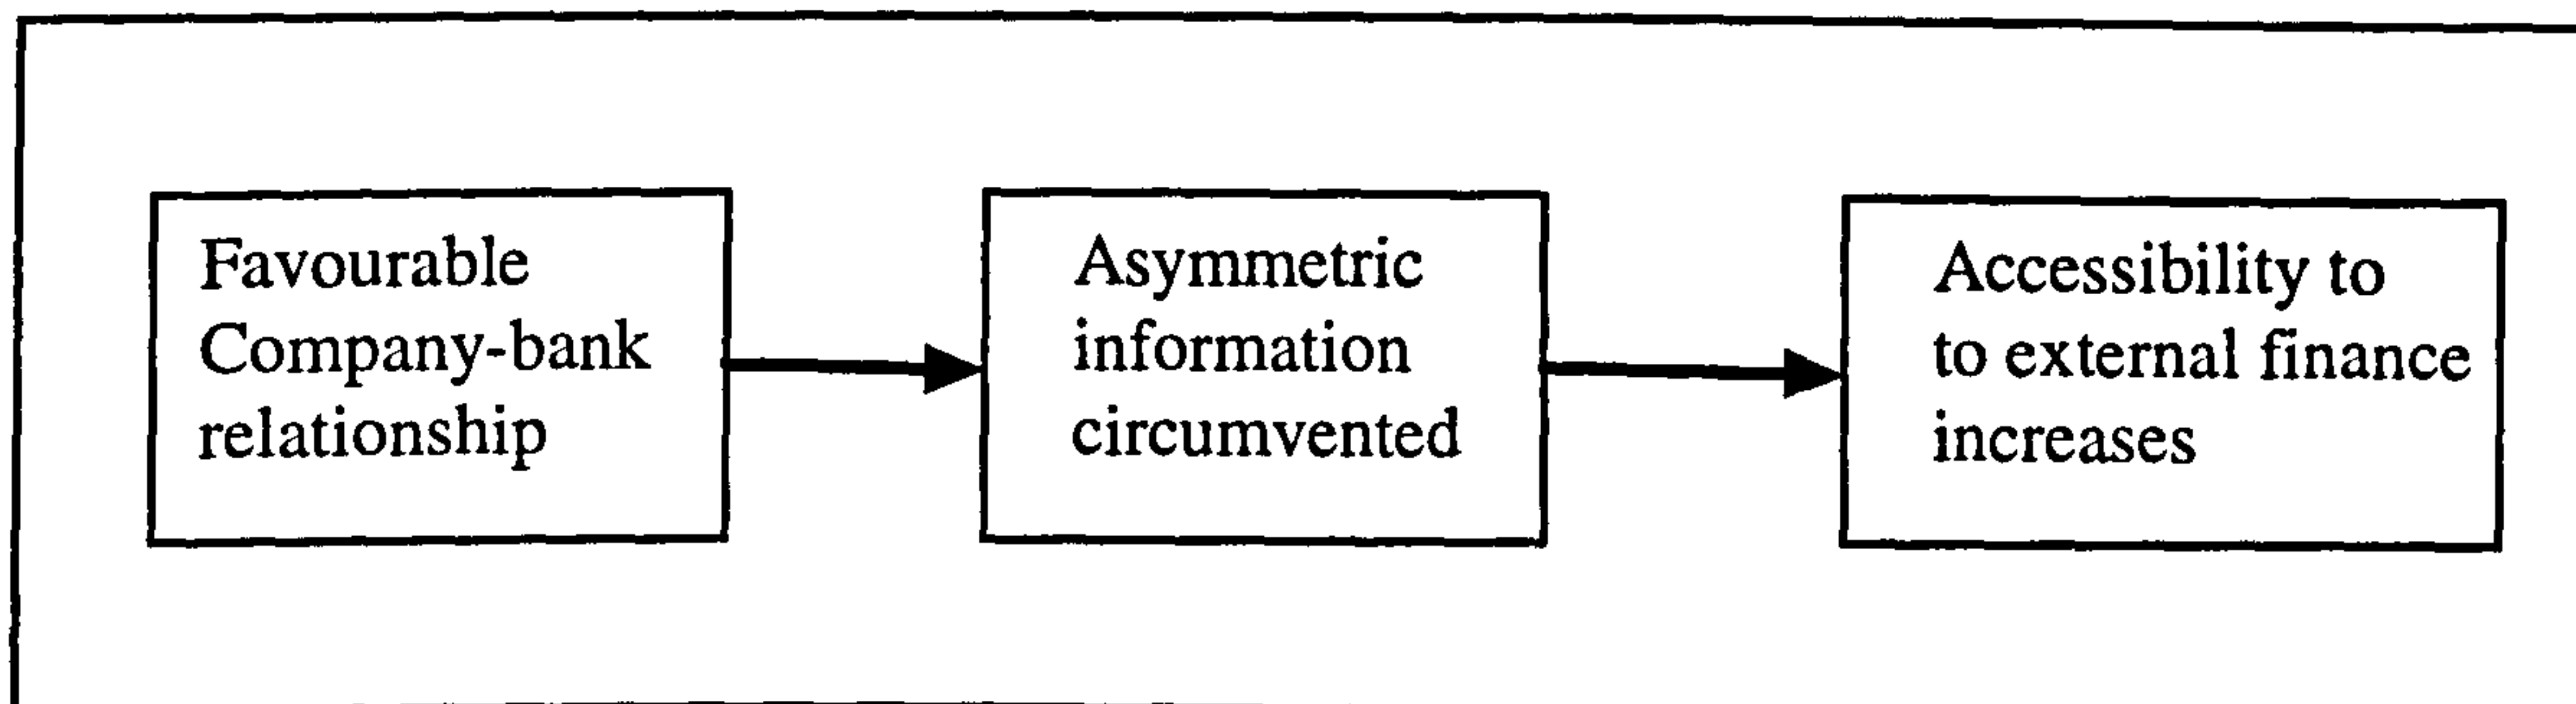 Favourable
Company-bank
relationship
Asymmetric
information
circumvented
Accessibility to
to external finance
increases